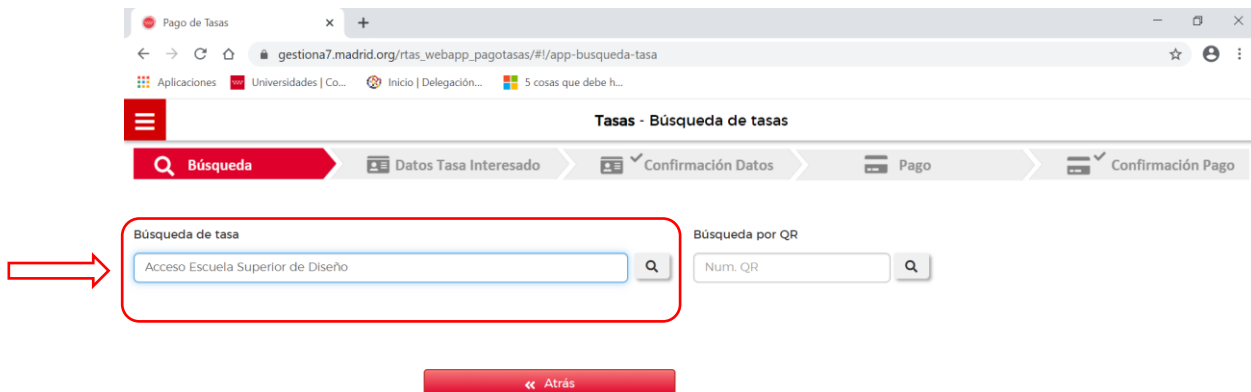 Pago de Tasas
gestiona7.madrid.org/rtas_webapp_pagotasas/#!/app-busqueda-tasa
Aplicaciones Universidades | Co... Inicio | Delegación... 5 cosas que debe h...
Tasas - Búsqueda de tasas
Búsqueda Datos Tasa Interesado Confirmación Datos Pago Confirmación Pago
Búsqueda de tasa Búsqueda por QR
Acceso Escuela Superior de Diseño Num. QR
Atrás